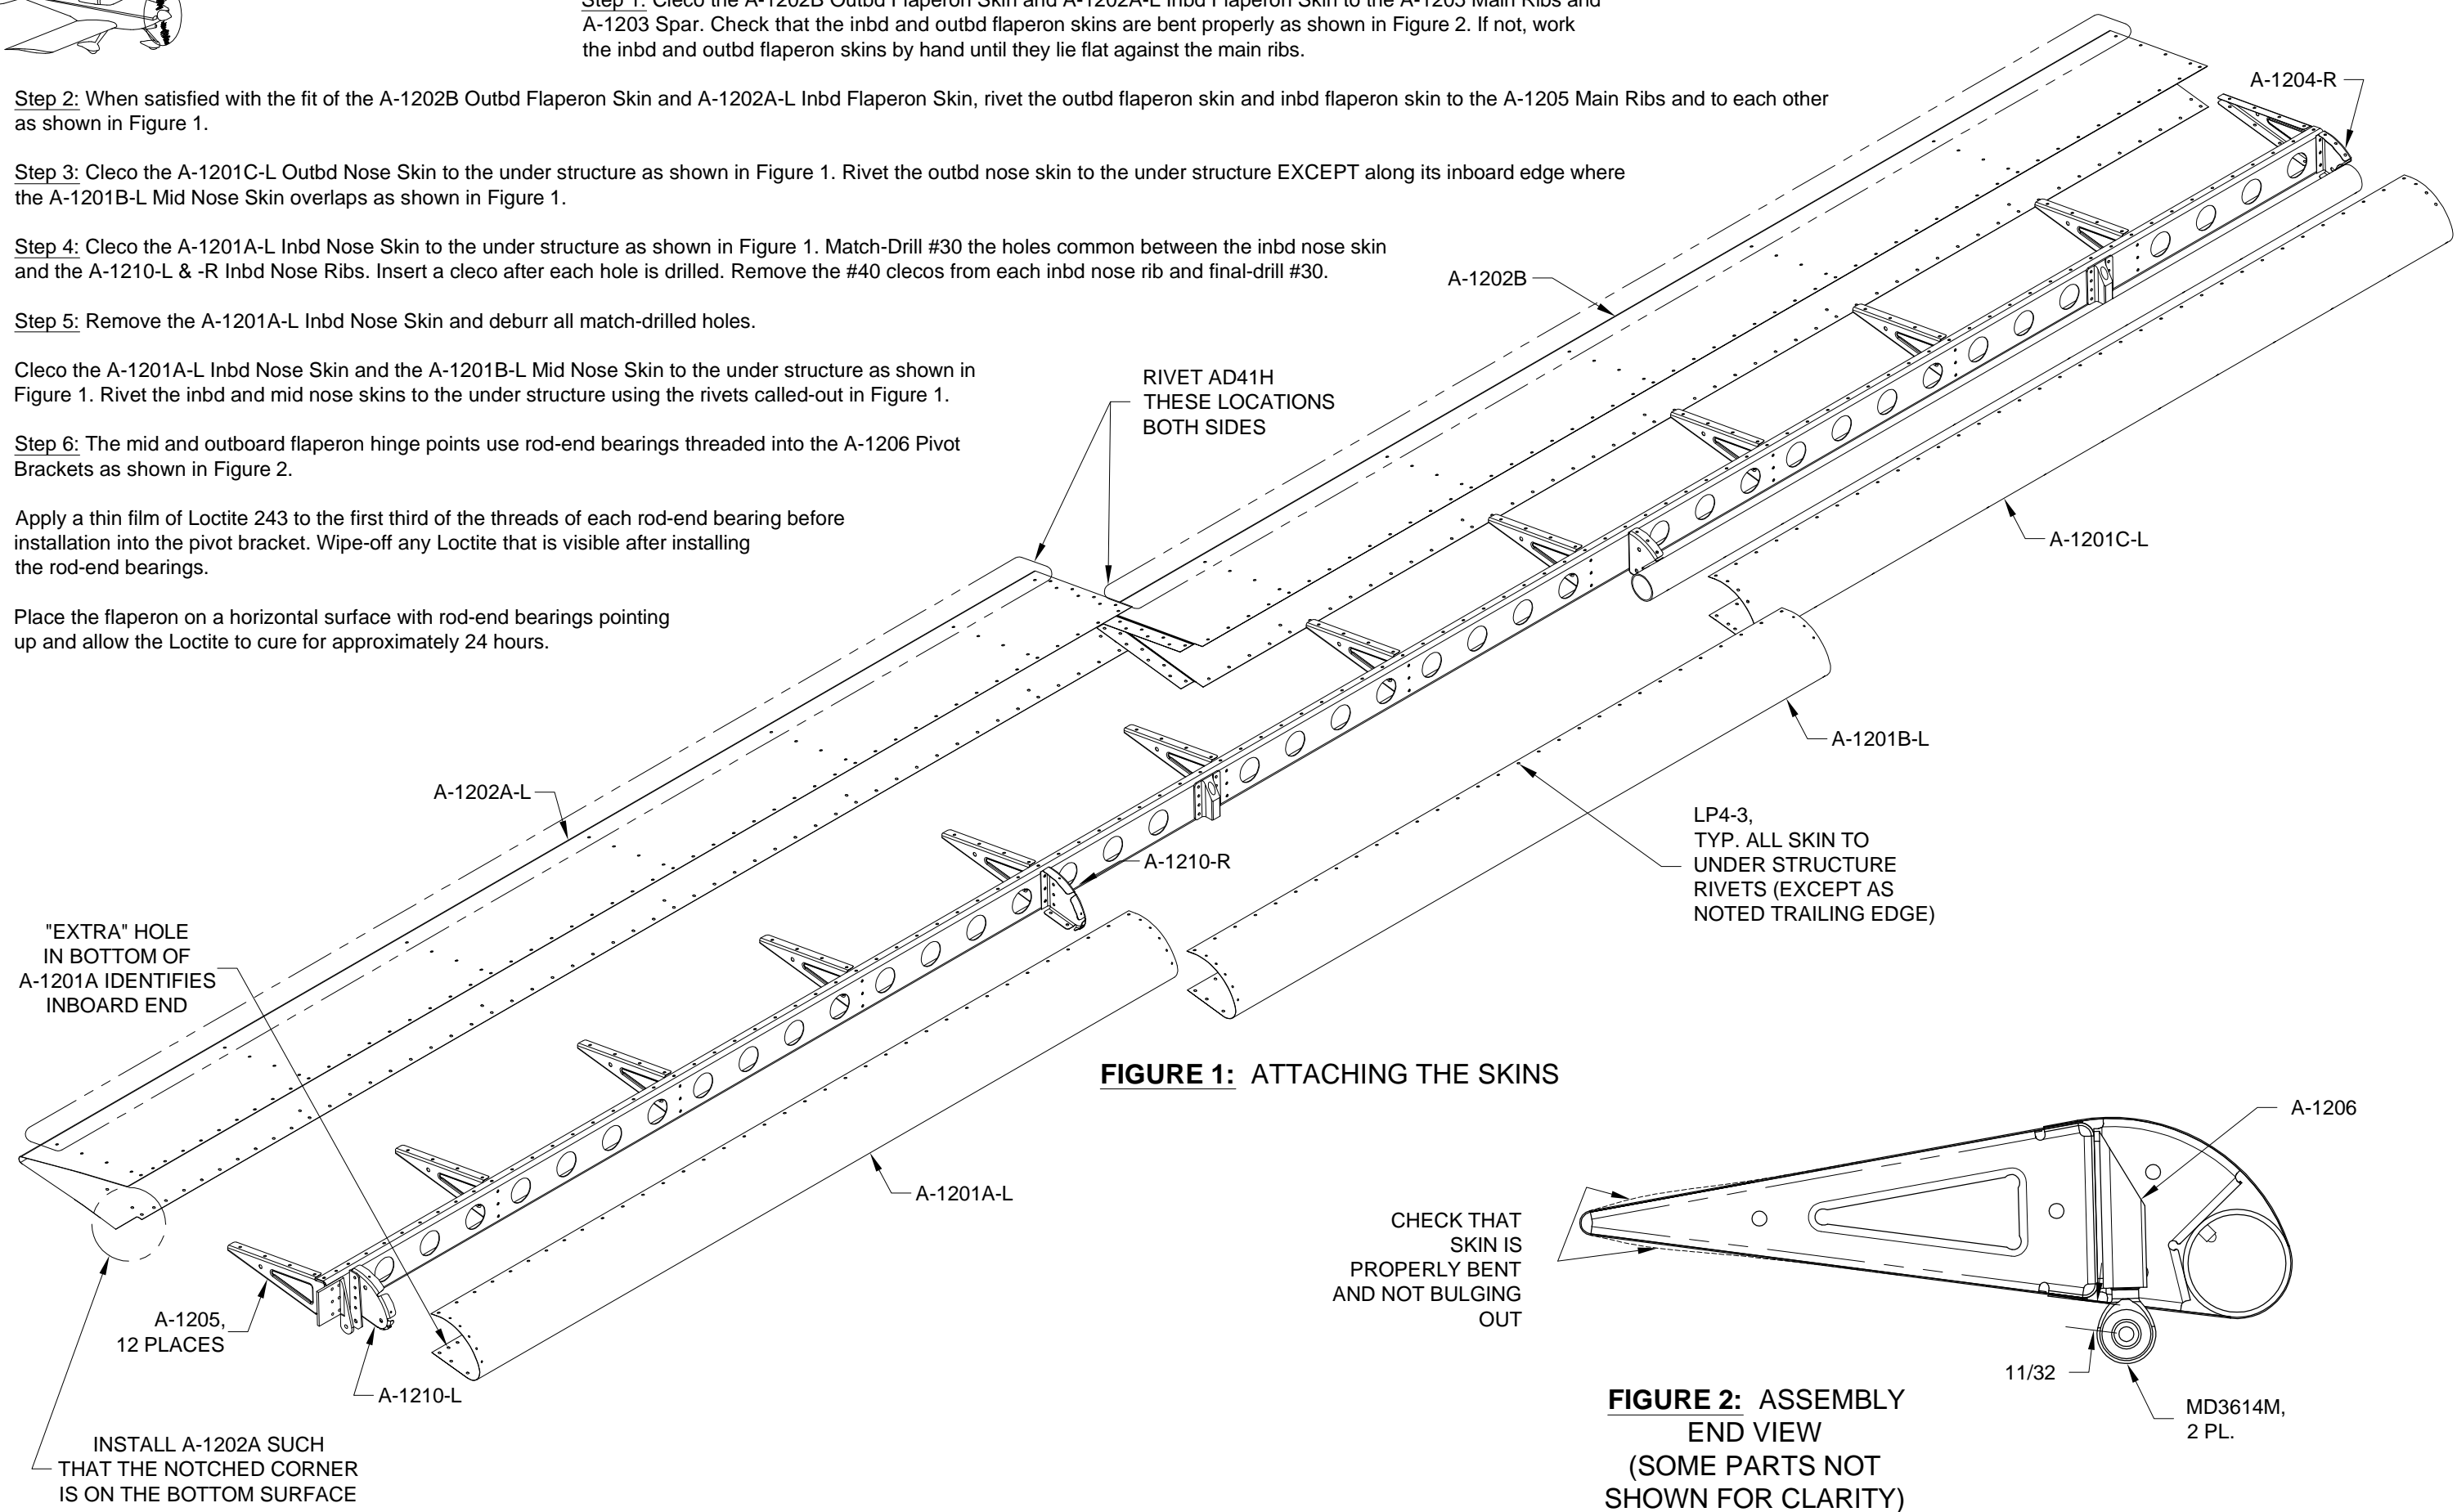 Step 1: Cleco the A-1202B Outbd Flaperon Skin and A-1202A-L Inbd Flaperon Skin to the A-1205 Main Ribs and
A-1203 Spar. Check that the inbd and outbd flaperon skins are bent properly as shown in Figure 2. If not, work
the inbd and outbd flaperon skins by hand until they lie flat against the main ribs.
Step 2: When satisfied with the fit of the A-1202B Outbd Flaperon Skin and A-1202A-L Inbd Flaperon Skin, rivet the outbd flaperon skin and inbd flaperon skin to the A-1205 Main Ribs and to each other
as shown in Figure 1.
Step 3: Cleco the A-1201C-L Outbd Nose Skin to the under structure as shown in Figure 1. Rivet the outbd nose skin to the under structure EXCEPT along its inboard edge where
the A-1201B-L Mid Nose Skin overlaps as shown in Figure 1.
Step 4: Cleco the A-1201A-L Inbd Nose Skin to the under structure as shown in Figure 1. Match-Drill #30 the holes common between the inbd nose skin
and the A-1210-L & -R Inbd Nose Ribs. Insert a cleco after each hole is drilled. Remove the #40 clecos from each inbd nose rib and final-drill #30.
Step 5: Remove the A-1201A-L Inbd Nose Skin and deburr all match-drilled holes.
Cleco the A-1201A-L Inbd Nose Skin and the A-1201B-L Mid Nose Skin to the under structure as shown in
Figure 1. Rivet the inbd and mid nose skins to the under structure using the rivets called-out in Figure 1.
Step 6: The mid and outboard flaperon hinge points use rod-end bearings threaded into the A-1206 Pivot
Brackets as shown in Figure 2.
Apply a thin film of Loctite 243 to the first third of the threads of each rod-end bearing before
installation into the pivot bracket. Wipe-off any Loctite that is visible after installing
the rod-end bearings.
Place the flaperon on a horizontal surface with rod-end bearings pointing
up and allow the Loctite to cure for approximately 24 hours.
A-1204-R
A-1202B
RIVET AD41H
THESE LOCATIONS
BOTH SIDES
A-1201C-L
A-1201B-L
A-1202A-L
LP4-3,
TYP. ALL SKIN TO
UNDER STRUCTURE
RIVETS (EXCEPT AS
NOTED TRAILING EDGE)
A-1210-R
"EXTRA" HOLE
IN BOTTOM OF
A-1201A IDENTIFIES
INBOARD END
A-1201A-L
A-1205,
12 PLACES
A-1210-L
INSTALL A-1202A SUCH
THAT THE NOTCHED CORNER
IS ON THE BOTTOM SURFACE
FIGURE 1: ATTACHING THE SKINS
A-1206
CHECK THAT
SKIN IS
PROPERLY BENT
AND NOT BULGING
OUT
11/32
MD3614M,
2 PL.
FIGURE 2: ASSEMBLY
END VIEW
(SOME PARTS NOT
SHOWN FOR CLARITY)